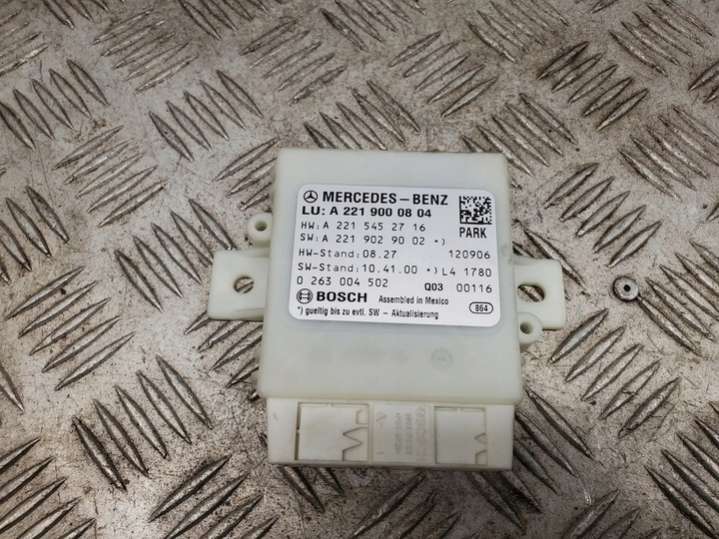 MERCEDES-BENZ
LU: A 221 900 08 04
HW: A 221 545 27 16
PARK
SW: A 221 902 90 02 *)
HW-Stand: 08.27 120906
SW-Stand: 10.41.00 *) L4 1780
0 263 004 502 Q03 00116
BOSCH Assembled in Mexico
*) gueltig bis zu evtl. SW - Aktualisierung
864